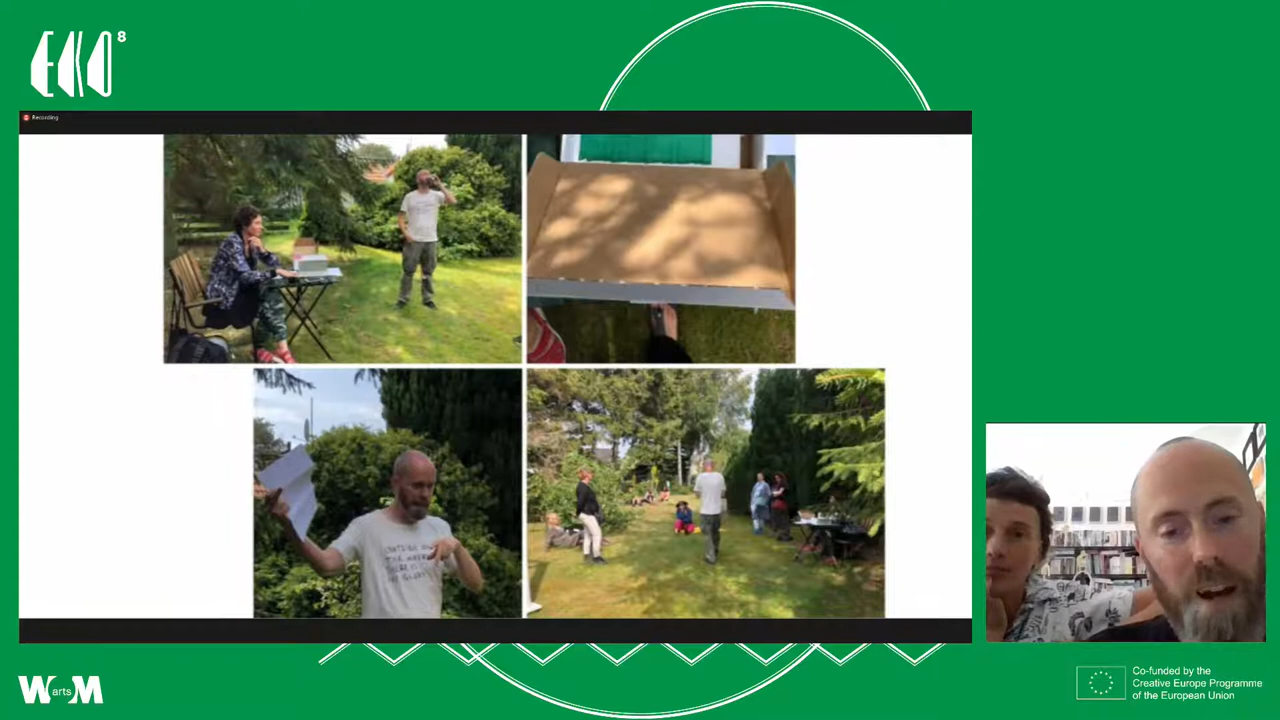 EKO 8
Recording
W arts M
Co-funded by the
Creative Europe Programme
of the European Union